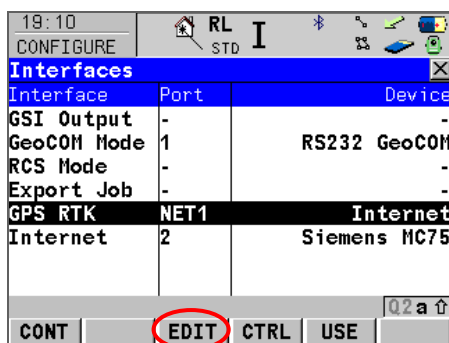 19:10
CONFIGURE
RL
STD
I
Interfaces
Interface Port Device
GSI Output - -
GeoCOM Mode 1 RS232 GeoCOM
RCS Mode - -
Export Job - -
GPS RTK NET1 Internet
Internet 2 Siemens MC75
Q2 a ⇧
CONT EDIT CTRL USE